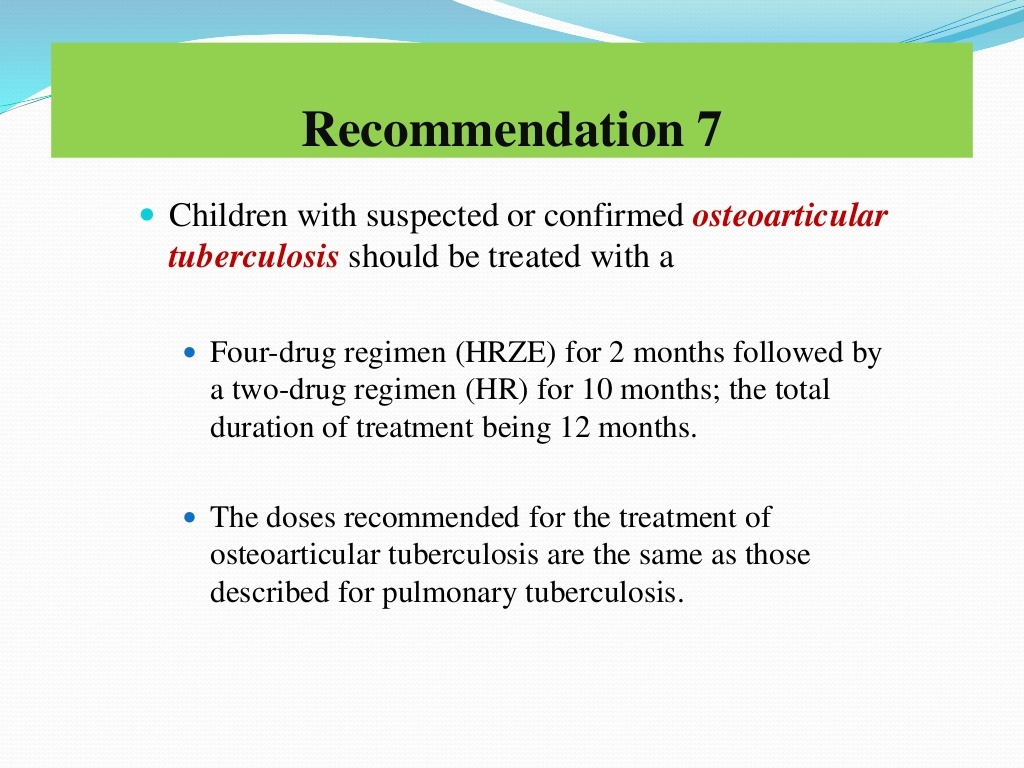 Recommendation 7
Children with suspected or confirmed osteoarticular
tuberculosis should be treated with a
Four-drug regimen (HRZE) for 2 months followed by
a two-drug regimen (HR) for 10 months; the total
duration of treatment being 12 months.
The doses recommended for the treatment of
osteoarticular tuberculosis are the same as those
described for pulmonary tuberculosis.